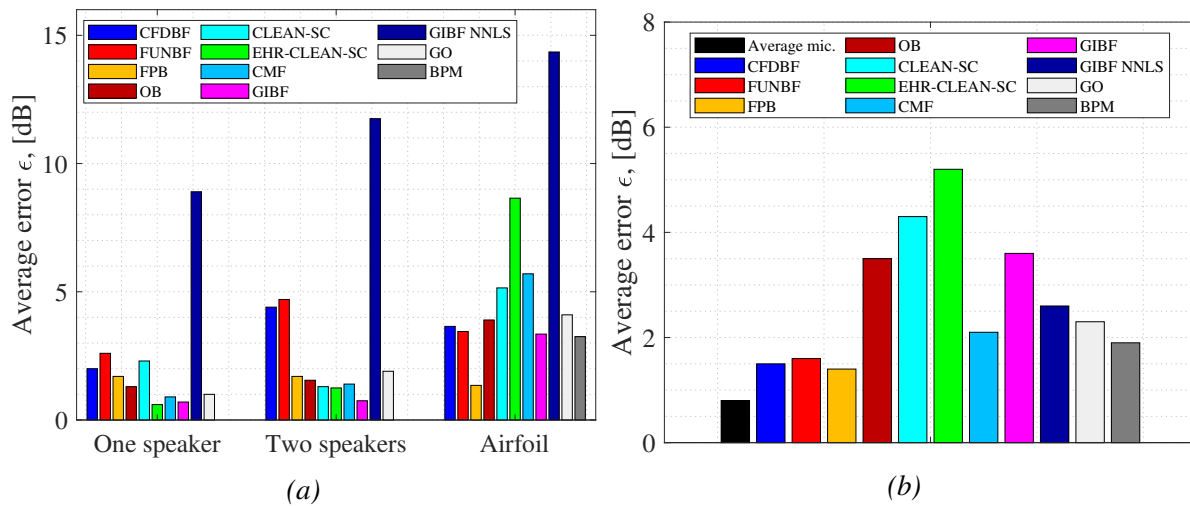 15
10
5
0
Average error ϵ, [dB]
CFDBF
FUNBF
FPB
OB
CLEAN-SC
EHR-CLEAN-SC
CMF
GIBF
GIBF NNLS
GO
BPM
One speaker
Two speakers
Airfoil
(a)
8
6
4
2
0
Average error ϵ, [dB]
Average mic.
CFDBF
FUNBF
FPB
OB
CLEAN-SC
EHR-CLEAN-SC
CMF
GIBF
GIBF NNLS
GO
BPM
(b)